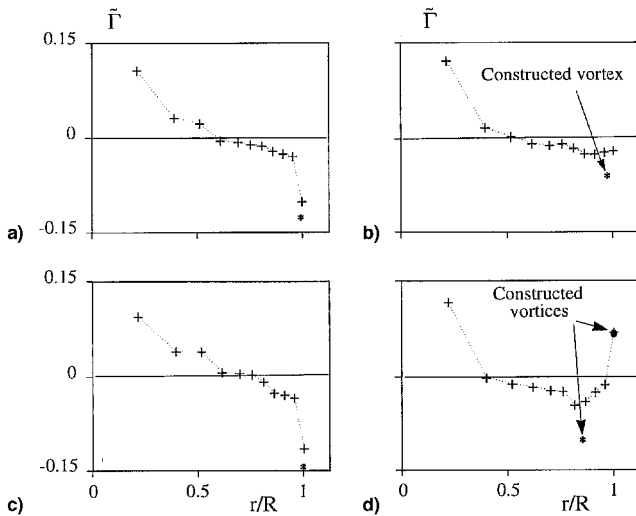 Γ̃
Γ̃
0.15
0
-0.15
a)
Constructed vortex
*
b)
0.15
0
-0.15
0
0.5
1
r/R
c)
Constructed
vortices
0
0.5
1
r/R
d)